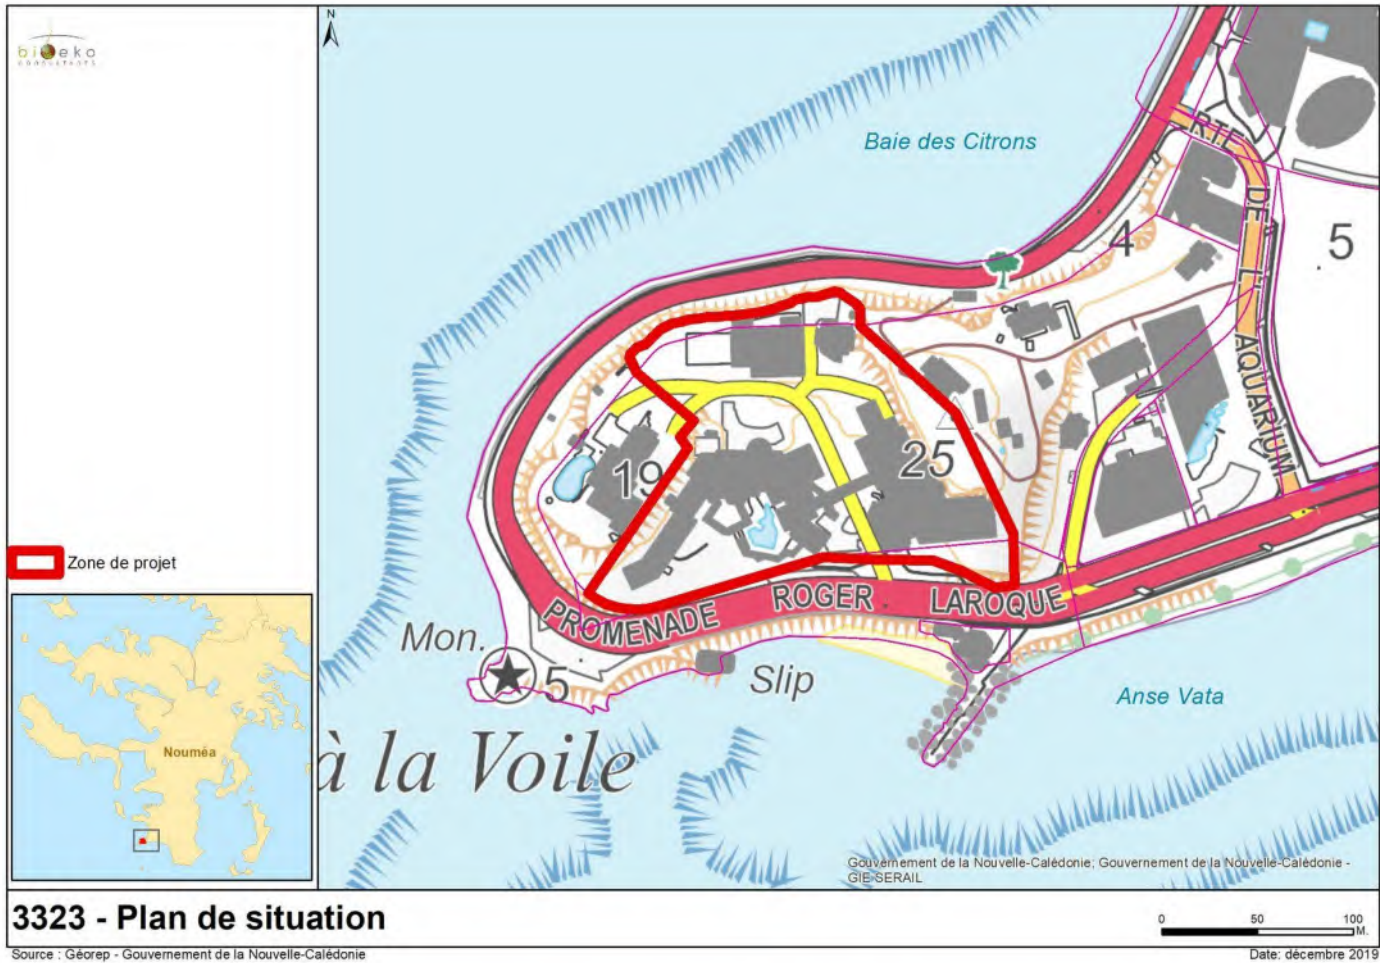 bioeko
CONSULTANTS
N
Baie des Citrons
RTE DE L'AQUARIUM
4
5
19
25
Zone de projet
PROMENADE ROGER LAROQUE
Mon.
5
Slip
Anse Vata
Nouméa
à la Voile
Gouvernement de la Nouvelle-Calédonie; Gouvernement de la Nouvelle-Calédonie -
GIE SERAIL
3323 - Plan de situation
0 50 100
M.
Source : Géorep - Gouvernement de la Nouvelle-Calédonie
Date: décembre 2019